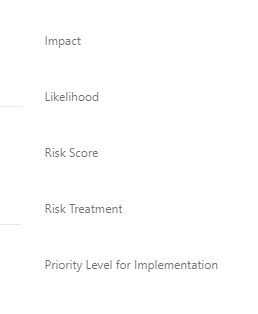 Impact
Likelihood
Risk Score
Risk Treatment
Priority Level for Implementation